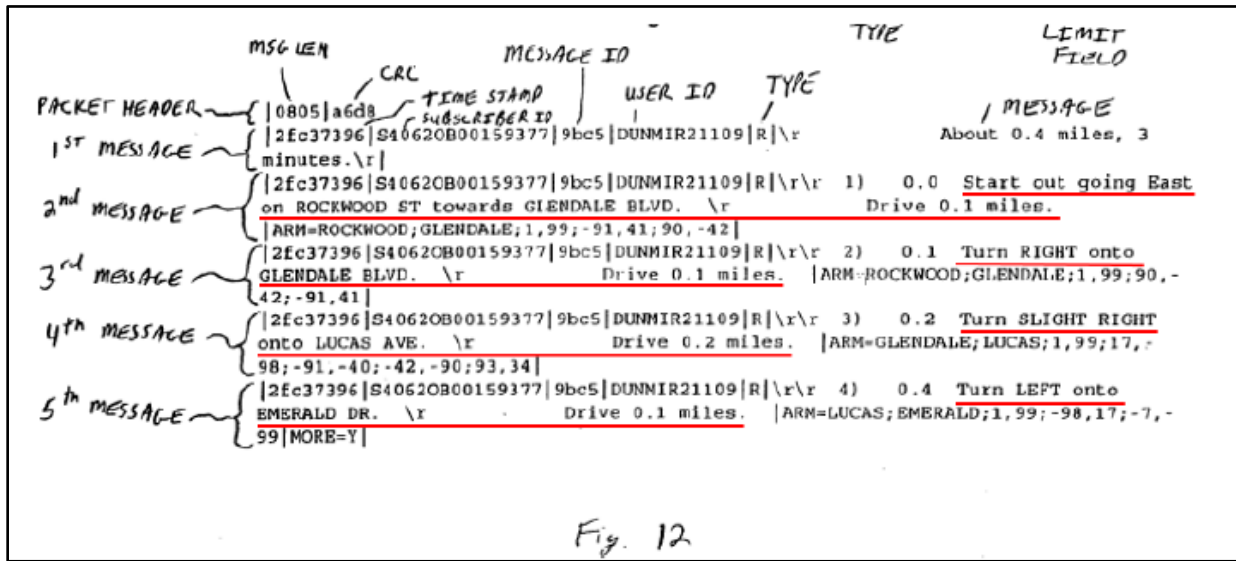 TYPE LIMIT
FIELD
MSG LEN MESSAGE ID
CRC
TIME STAMP USER ID TYPE
PACKET HEADER |0805|a6d8 SUBSCRIBER ID MESSAGE
1ST MESSAGE |2fc37396|S4062OB00159377|9bc5|DUNMIR21109|R|\r About 0.4 miles, 3
minutes.\r|
2nd MESSAGE |2fc37396|S4062OB00159377|9bc5|DUNMIR21109|R|\r\r 1) 0.0 Start out going East
on ROCKWOOD ST towards GLENDALE BLVD. \r Drive 0.1 miles.
|ARM=ROCKWOOD;GLENDALE;1,99;-91,41;90,-42|
3rd MESSAGE |2fc37396|S4062OB00159377|9bc5|DUNMIR21109|R|\r\r 2) 0.1 Turn RIGHT onto
GLENDALE BLVD. \r Drive 0.1 miles. |ARM=ROCKWOOD;GLENDALE;1,99;90,-
42;-91,41|
4th MESSAGE |2fc37396|S4062OB00159377|9bc5|DUNMIR21109|R|\r\r 3) 0.2 Turn SLIGHT RIGHT
onto LUCAS AVE. \r Drive 0.2 miles. |ARM=GLENDALE;LUCAS;1,99;17,-
98;-91,-40;-42,-90;93,34|
5th MESSAGE |2fc37396|S4062OB00159377|9bc5|DUNMIR21109|R|\r\r 4) 0.4 Turn LEFT onto
EMERALD DR. \r Drive 0.1 miles. |ARM=LUCAS;EMERALD;1,99;-98,17;-7,-
99|MORE=Y|
Fig. 12